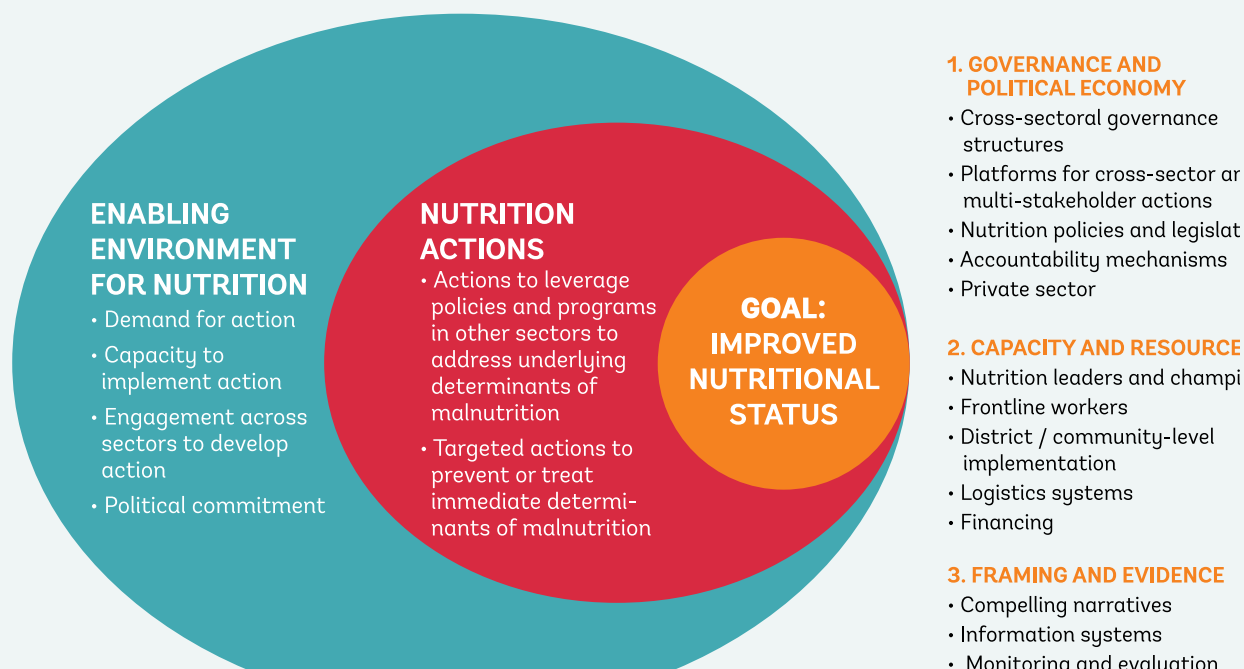 ENABLING
ENVIRONMENT
FOR NUTRITION
• Demand for action
• Capacity to
implement action
• Engagement across
sectors to develop
action
• Political commitment
NUTRITION
ACTIONS
• Actions to leverage
policies and programs
in other sectors to
address underlying
determinants of
malnutrition
• Targeted actions to
prevent or treat
immediate determi-
nants of malnutrition
GOAL:
IMPROVED
NUTRITIONAL
STATUS
1. GOVERNANCE AND
POLITICAL ECONOMY
• Cross-sectoral governance
structures
• Platforms for cross-sector
multi-stakeholder actions
• Nutrition policies and
• Accountability mechanisms
• Private sector
2. CAPACITY AND RESOURCE
• Nutrition leaders and
• Frontline workers
• District / community-level
implementation
• Logistics systems
• Financing
3. FRAMING AND EVIDENCE
• Compelling narratives
• Information systems
• Monitoring and evaluation